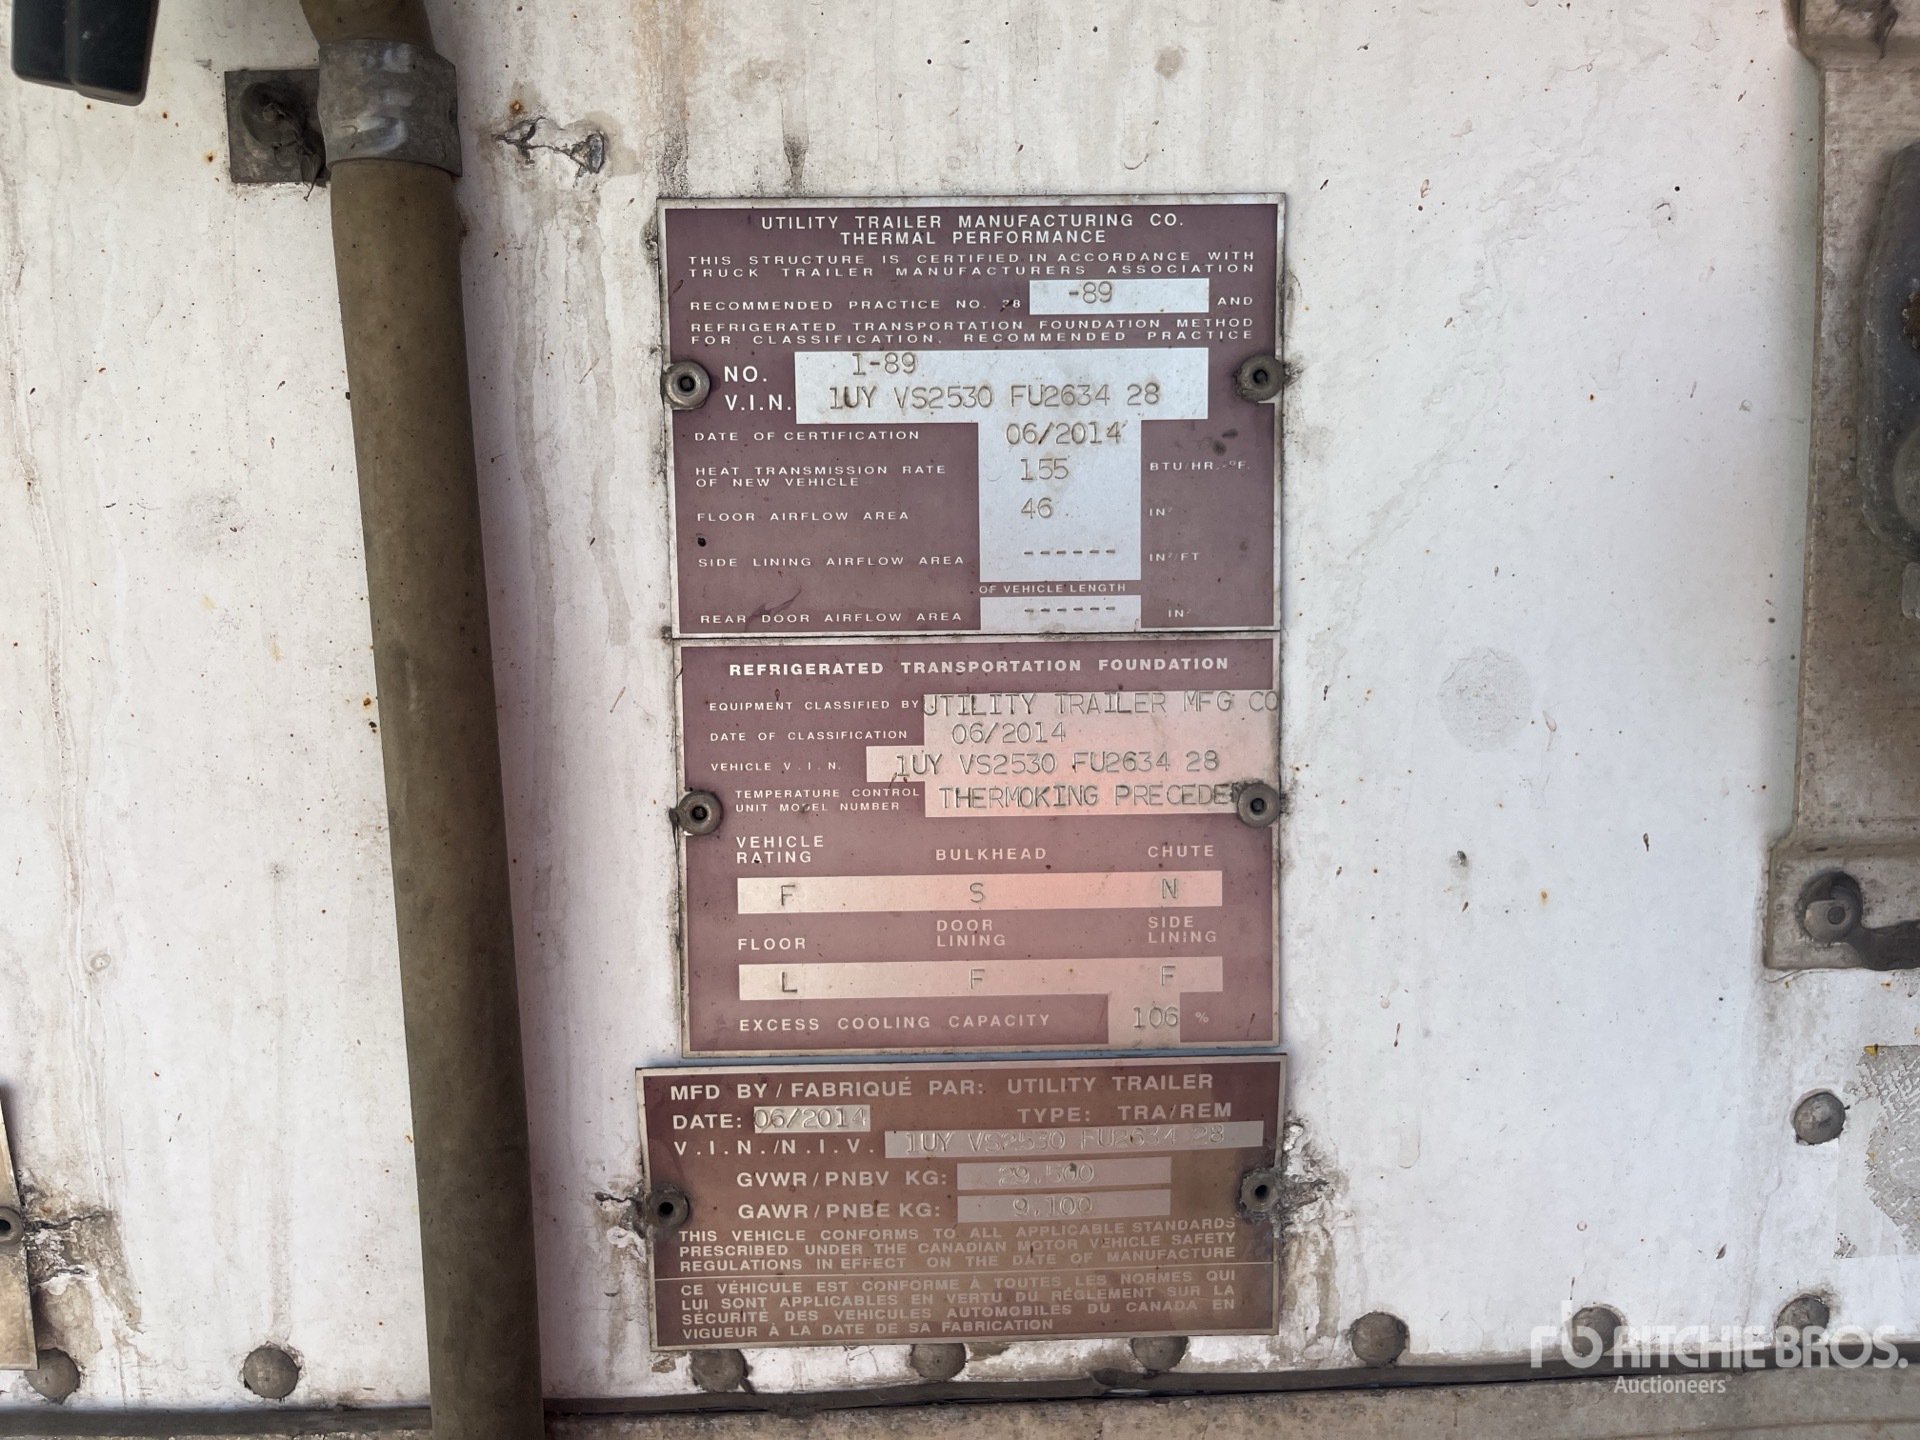 UTILITY TRAILER MANUFACTURING CO.
THERMAL PERFORMANCE
THIS STRUCTURE IS CERTIFIED IN ACCORDANCE WITH
TRUCK TRAILER MANUFACTURERS ASSOCIATION
RECOMMENDED PRACTICE NO. 38 -89 AND
REFRIGERATED TRANSPORTATION FOUNDATION METHOD
FOR CLASSIFICATION, RECOMMENDED PRACTICE
NO. 1-89
V.I.N. 1UY VS2530 FU2634 28
DATE OF CERTIFICATION 06/2014
HEAT TRANSMISSION RATE 155 BTU/HR.-°F.
OF NEW VEHICLE
FLOOR AIRFLOW AREA 46 IN²
SIDE LINING AIRFLOW AREA ------ IN²/FT
OF VEHICLE LENGTH
REAR DOOR AIRFLOW AREA ------ IN²
REFRIGERATED TRANSPORTATION FOUNDATION
EQUIPMENT CLASSIFIED BY UTILITY TRAILER MFG CO
DATE OF CLASSIFICATION 06/2014
VEHICLE V.I.N. 1UY VS2530 FU2634 28
TEMPERATURE CONTROL THERMOKING PRECEDE
UNIT MODEL NUMBER
VEHICLE
RATING BULKHEAD CHUTE
F S N
FLOOR DOOR LINING SIDE LINING
L F F
EXCESS COOLING CAPACITY 106 %
MFD BY / FABRIQUÉ PAR: UTILITY TRAILER
DATE: 06/2014 TYPE: TRA/REM
V.I.N./N.I.V. 1UY VS2530 FU2634 28
GVWR / PNBV KG: 29,500
GAWR / PNBE KG: 9,100
THIS VEHICLE CONFORMS TO ALL APPLICABLE STANDARDS
PRESCRIBED UNDER THE CANADIAN MOTOR VEHICLE SAFETY
REGULATIONS IN EFFECT ON THE DATE OF MANUFACTURE
CE VÉHICULE EST CONFORME À TOUTES LES NORMES QUI
LUI SONT APPLICABLES EN VERTU DU RÉGLEMENT SUR LA
SÉCURITÉ DES VÉHICULES AUTOMOBILES DU CANADA EN
VIGUEUR À LA DATE DE SA FABRICATION
RITCHIE BROS.
Auctioneers